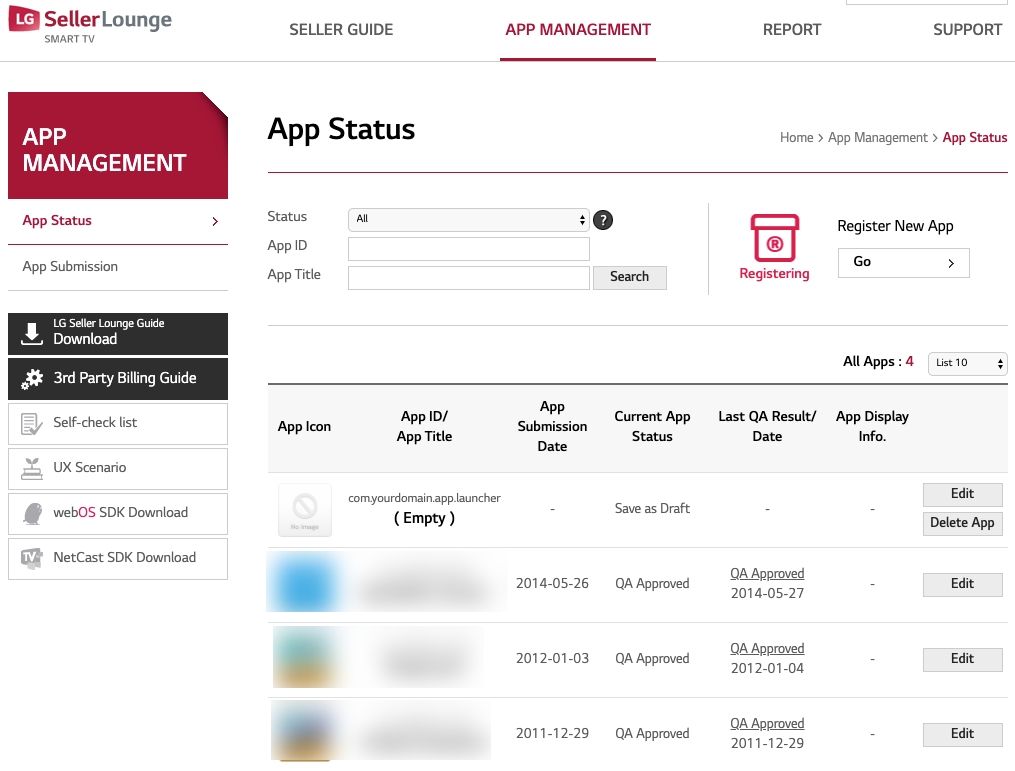 LG SellerLounge
SMART TV
SELLER GUIDE
APP MANAGEMENT
REPORT
SUPPORT
APP
MANAGEMENT
App Status
App Submission
LG Seller Lounge Guide
Download
3rd Party Billing Guide
Self-check list
UX Scenario
webOS SDK Download
TV
NetCast SDK Download
App Status
Home > App Management > App Status
Status
All
?
App ID
App Title
Search
®
Registering
Register New App
Go
All Apps : 4
List 10
App Icon
App ID/
App Title
App
Submission
Date
Current App
Status
Last QA Result/
Date
App Display
Info.
No Image
com.yourdomain.app.launcher
( Empty )
-
Save as Draft
-
-
Edit
Delete App
2014-05-26
QA Approved
QA Approved
2014-05-27
-
Edit
2012-01-03
QA Approved
QA Approved
2012-01-04
-
Edit
2011-12-29
QA Approved
QA Approved
2011-12-29
-
Edit